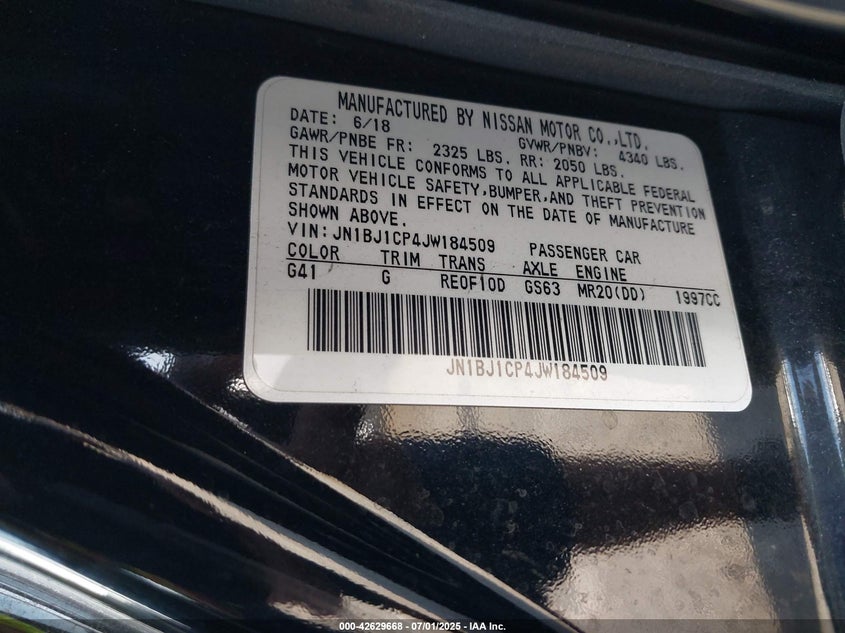 MANUFACTURED BY NISSAN MOTOR CO.,LTD.
DATE: 6/18 GVWR/PNBV: 4340 LBS.
GAWR/PNBE FR: 2325 LBS. RR: 2050 LBS.
THIS VEHICLE CONFORMS TO ALL APPLICABLE FEDERAL
MOTOR VEHICLE SAFETY,BUMPER,AND THEFT PREVENTION
STANDARDS IN EFFECT ON THE DATE OF MANUFACTURE
SHOWN ABOVE.
VIN:JN1BJ1CP4JW184509 PASSENGER CAR
COLOR TRIM TRANS AXLE ENGINE
G41 G RE0F10D GS63 MR20(DD) 1997CC
JN1BJ1CP4JW184509
000-42629668 - 07/01/2025 - IAA Inc.